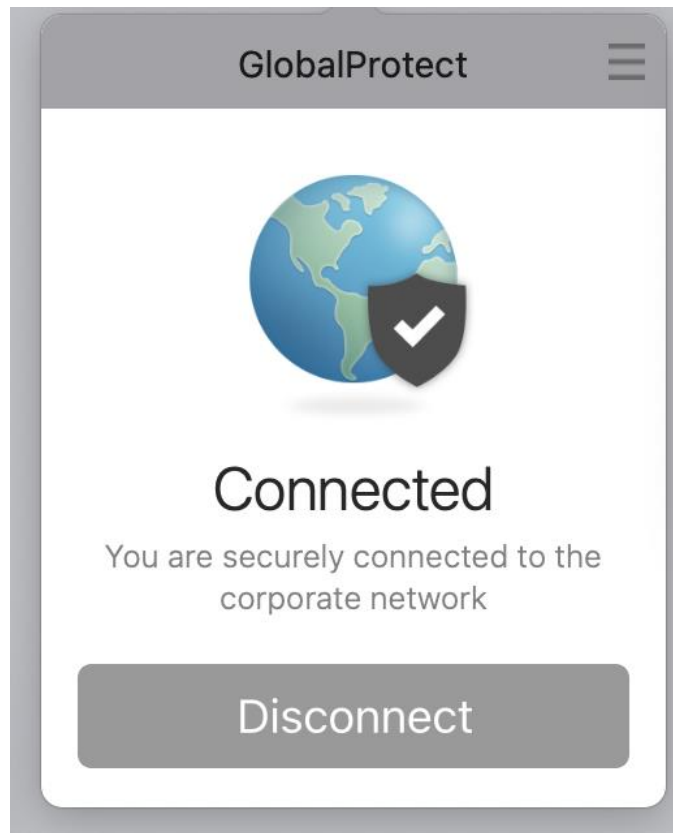 GlobalProtect
Connected
You are securely connected to the
corporate network
Disconnect